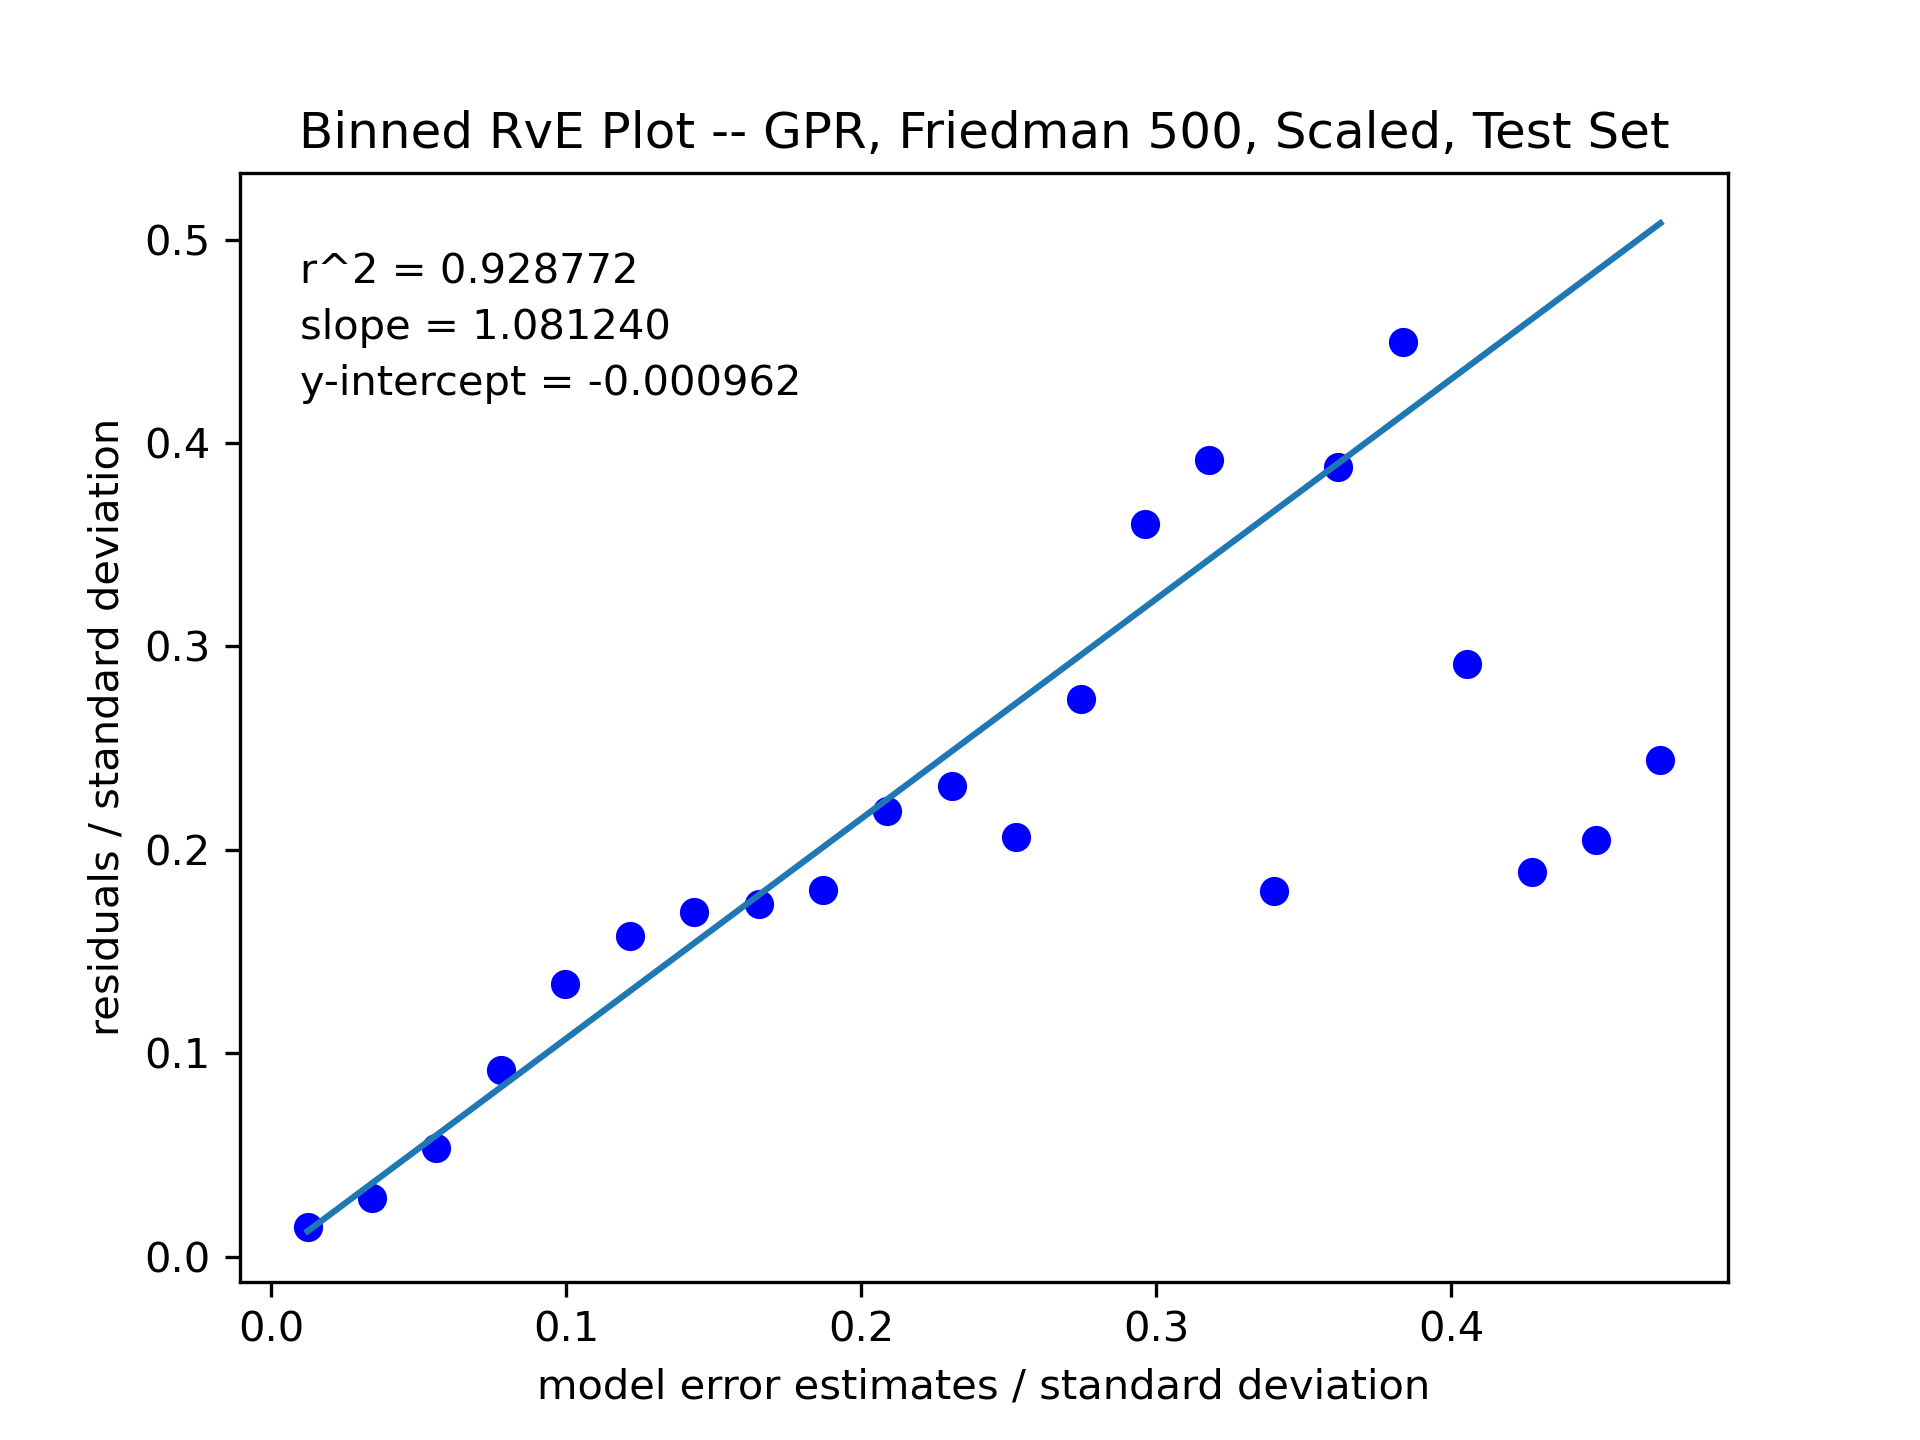 Binned RvE Plot -- GPR, Friedman 500, Scaled, Test Set
r^2 = 0.928772
slope = 1.081240
y-intercept = -0.000962
residuals / standard deviation
0.5
0.4
0.3
0.2
0.1
0.0
0.0 0.1 0.2 0.3 0.4
model error estimates / standard deviation